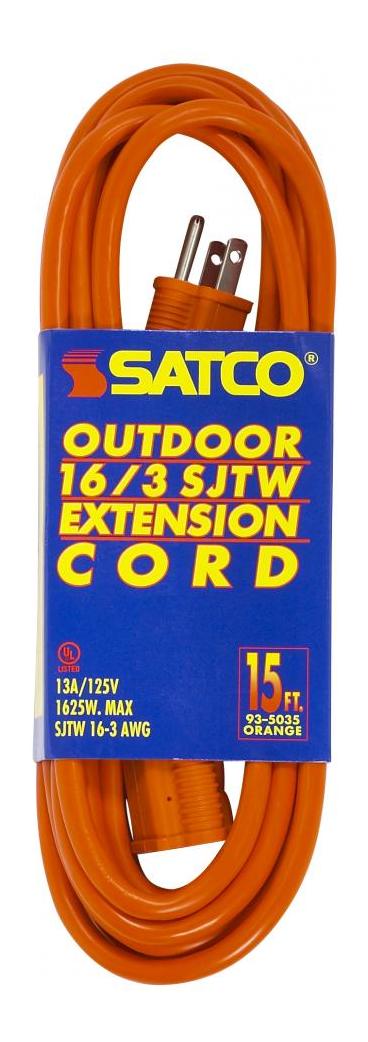 SATCO®
OUTDOOR
16/3 SJTW
EXTENSION
CORD
UL
LISTED
13A/125V
1625W. MAX
SJTW 16-3 AWG
15 FT.
93-5035
ORANGE